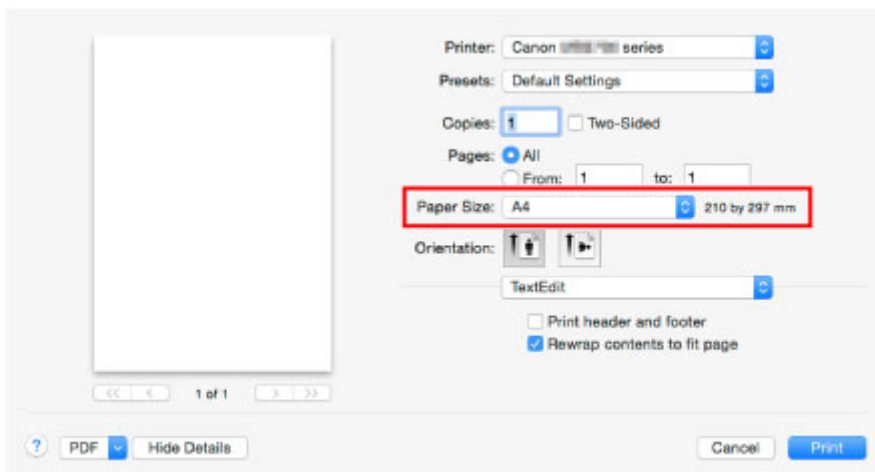 Printer: Canon series
Presets: Default Settings
Copies: 1 Two-Sided
Pages: All
From: 1 to: 1
Paper Size: A4 210 by 297 mm
Orientation:
TextEdit
Print header and footer
Rewrap contents to fit page
<< < 1 of 1 > >>
? PDF Hide Details Cancel Print